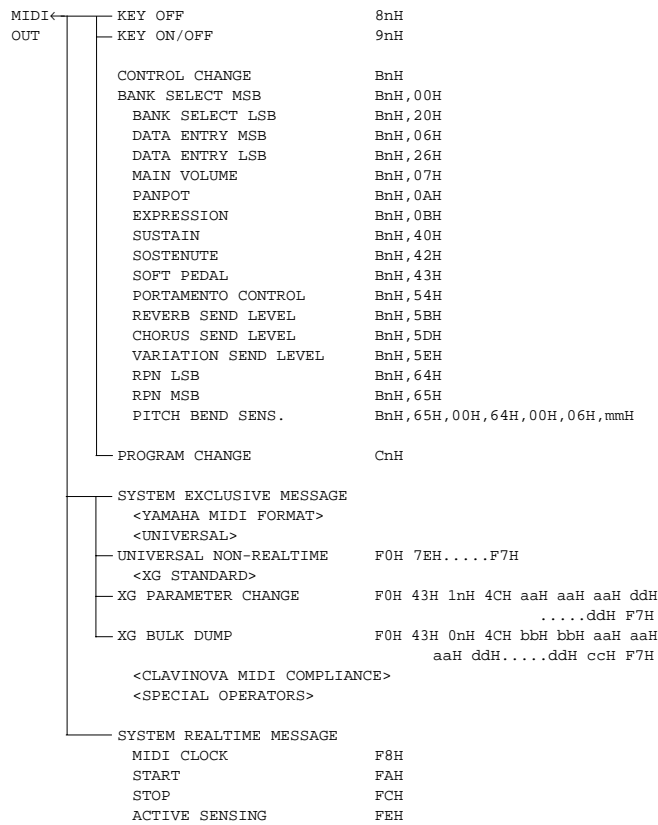 MIDI← KEY OFF 8nH
OUT KEY ON/OFF 9nH
CONTROL CHANGE BnH
BANK SELECT MSB BnH,00H
BANK SELECT LSB BnH,20H
DATA ENTRY MSB BnH,06H
DATA ENTRY LSB BnH,26H
MAIN VOLUME BnH,07H
PANPOT BnH,0AH
EXPRESSION BnH,0BH
SUSTAIN BnH,40H
SOSTENUTE BnH,42H
SOFT PEDAL BnH,43H
PORTAMENTO CONTROL BnH,54H
REVERB SEND LEVEL BnH,5BH
CHORUS SEND LEVEL BnH,5DH
VARIATION SEND LEVEL BnH,5EH
RPN LSB BnH,64H
RPN MSB BnH,65H
PITCH BEND SENS. BnH,65H,00H,64H,00H,06H,mmH
PROGRAM CHANGE CnH
SYSTEM EXCLUSIVE MESSAGE
<YAMAHA MIDI FORMAT>
<UNIVERSAL>
UNIVERSAL NON-REALTIME F0H 7EH.....F7H
<XG STANDARD>
XG PARAMETER CHANGE F0H 43H 1nH 4CH aaH aaH aaH ddH
.....ddH F7H
XG BULK DUMP F0H 43H 0nH 4CH bbH bbH aaH aaH
aaH ddH.....ddH ccH F7H
<CLAVINOVA MIDI COMPLIANCE>
<SPECIAL OPERATORS>
SYSTEM REALTIME MESSAGE
MIDI CLOCK F8H
START FAH
STOP FCH
ACTIVE SENSING FEH